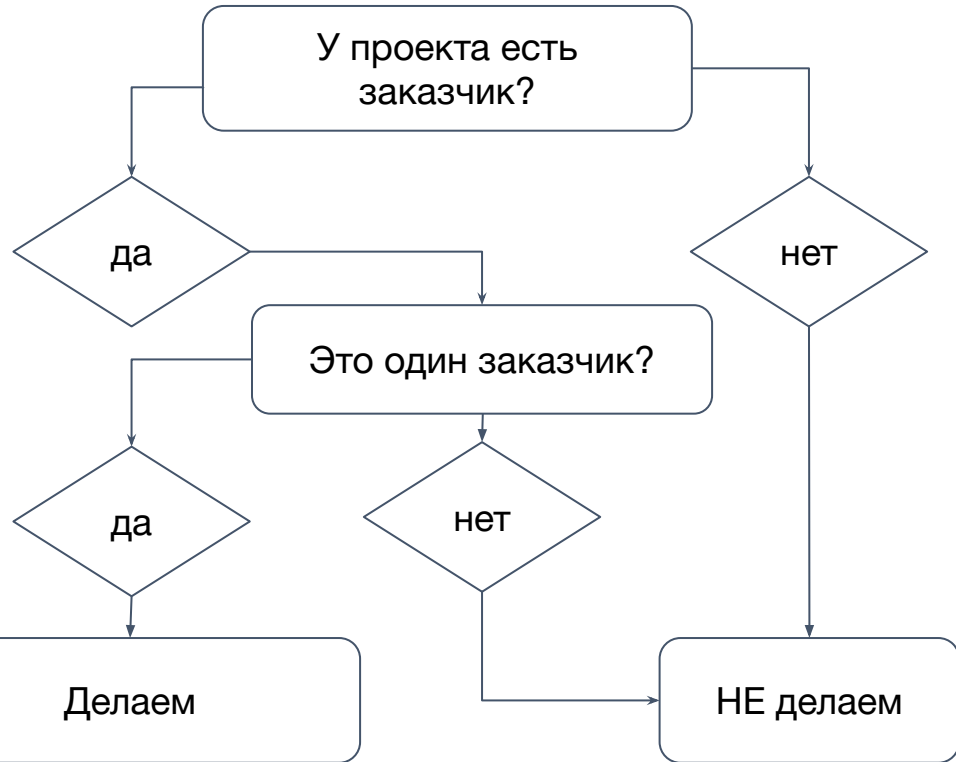 У проекта есть
заказчик?
да
нет
Это один заказчик?
да
нет
Делаем
НЕ делаем